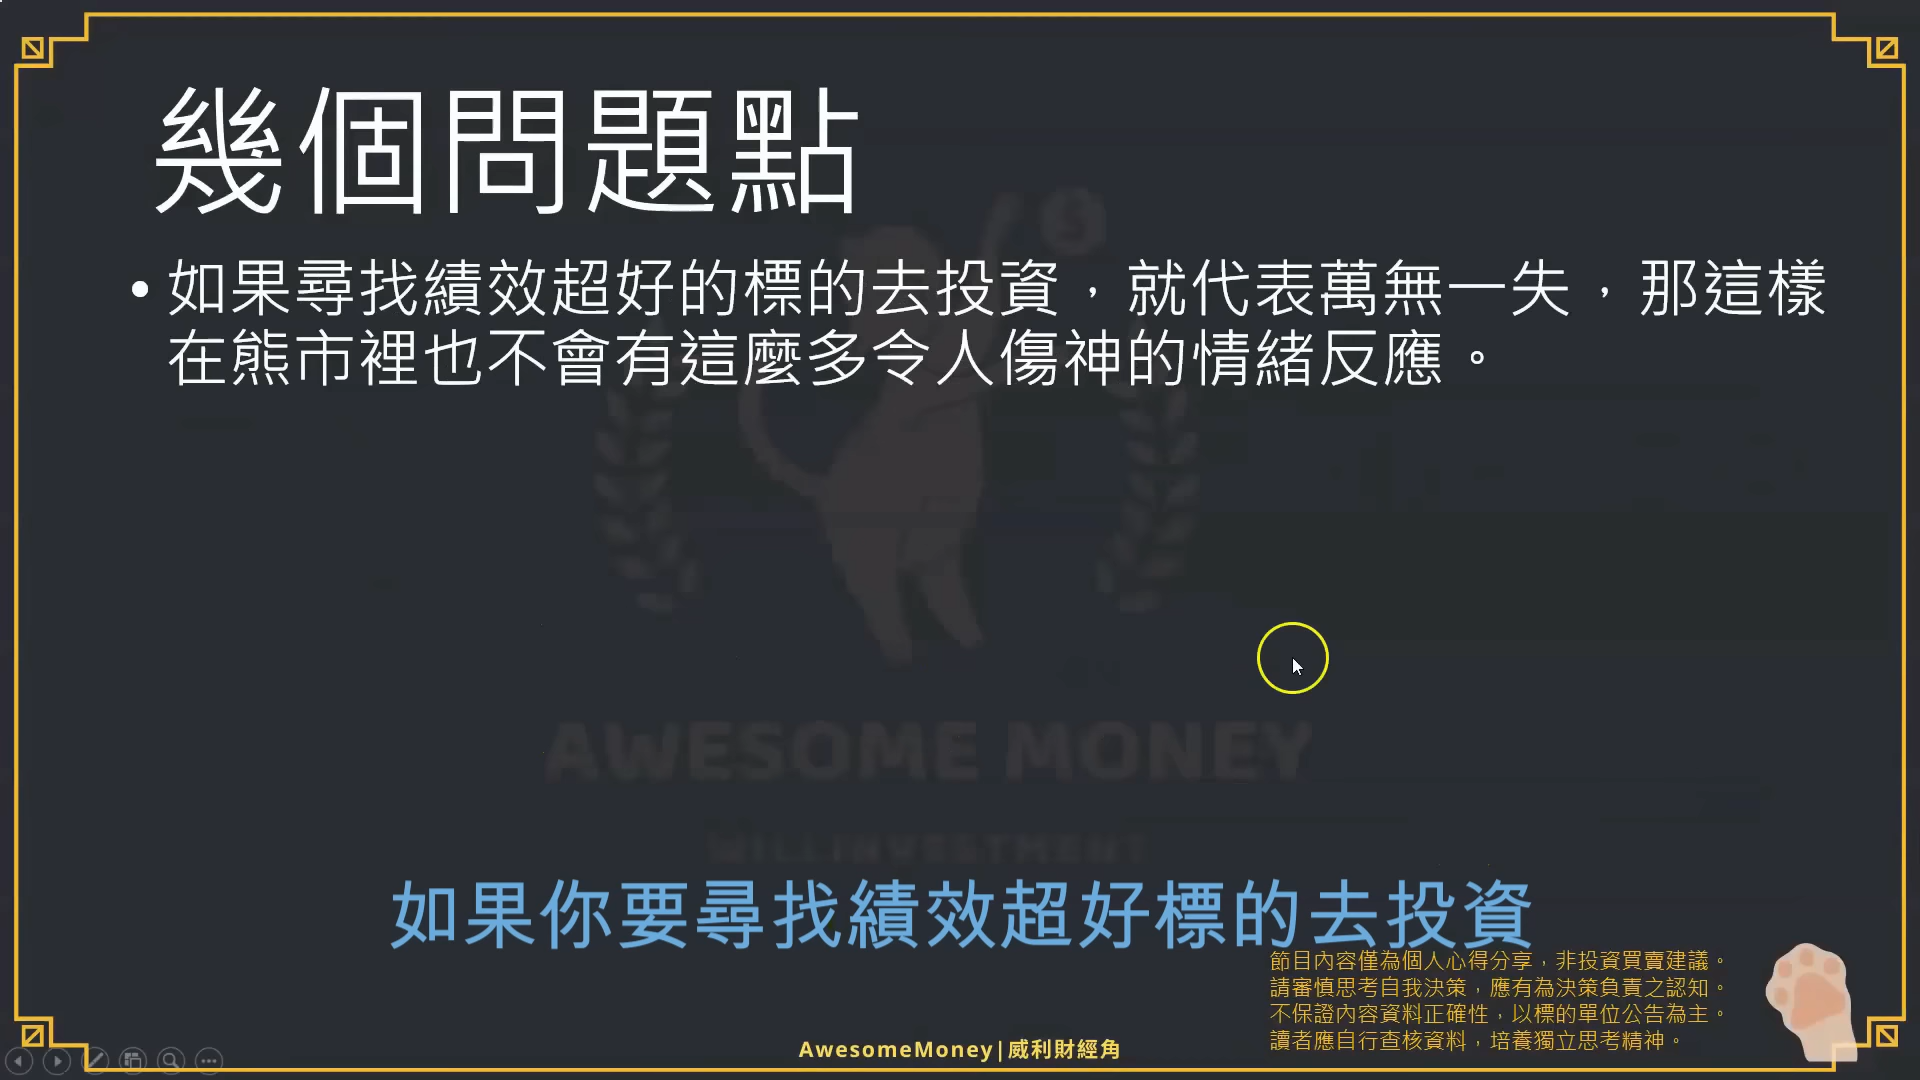 幾個問題點
• 如果尋找績效超好的標的去投資，就代表萬無一失，那這樣
在熊市裡也不會有這麼多令人傷神的情緒反應。
AWESOME MONEY
WILLINVESTMENT
如果你要尋找績效超好標的去投資
節目內容僅為個人心得分享，非投資買賣建議。
請審慎思考自我決策，應有為決策負責之認知。
不保證內容資料正確性，以標的單位公告為主。
讀者應自行查核資料，培養獨立思考精神。
AwesomeMoney|威利財經角